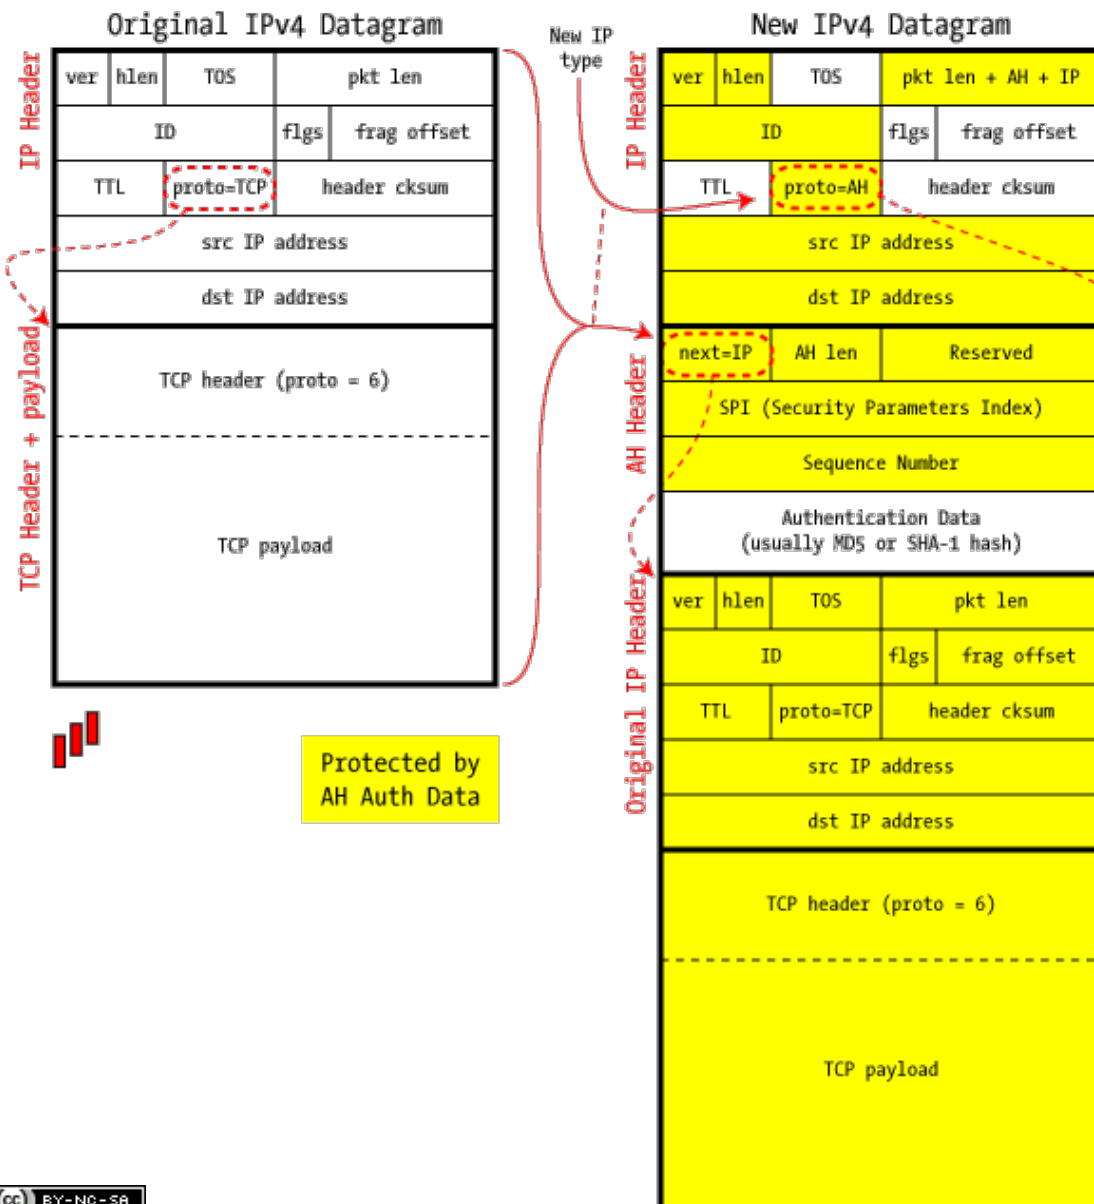 Original IPv4 Datagram
New IP
type
New IPv4 Datagram
IP Header
ver hlen TOS pkt len
ID flgs frag offset
TTL proto=TCP header cksum
src IP address
dst IP address
TCP Header + payload
TCP header (proto = 6)
TCP payload
Protected by
AH Auth Data
IP Header
ver hlen TOS pkt len + AH + IP
ID flgs frag offset
TTL proto=AH header cksum
src IP address
dst IP address
AH Header
next=IP AH len Reserved
SPI (Security Parameters Index)
Sequence Number
Authentication Data
(usually MD5 or SHA-1 hash)
Original IP Header
ver hlen TOS pkt len
ID flgs frag offset
TTL proto=TCP header cksum
src IP address
dst IP address
TCP header (proto = 6)
TCP payload
cc BY-NC-SA